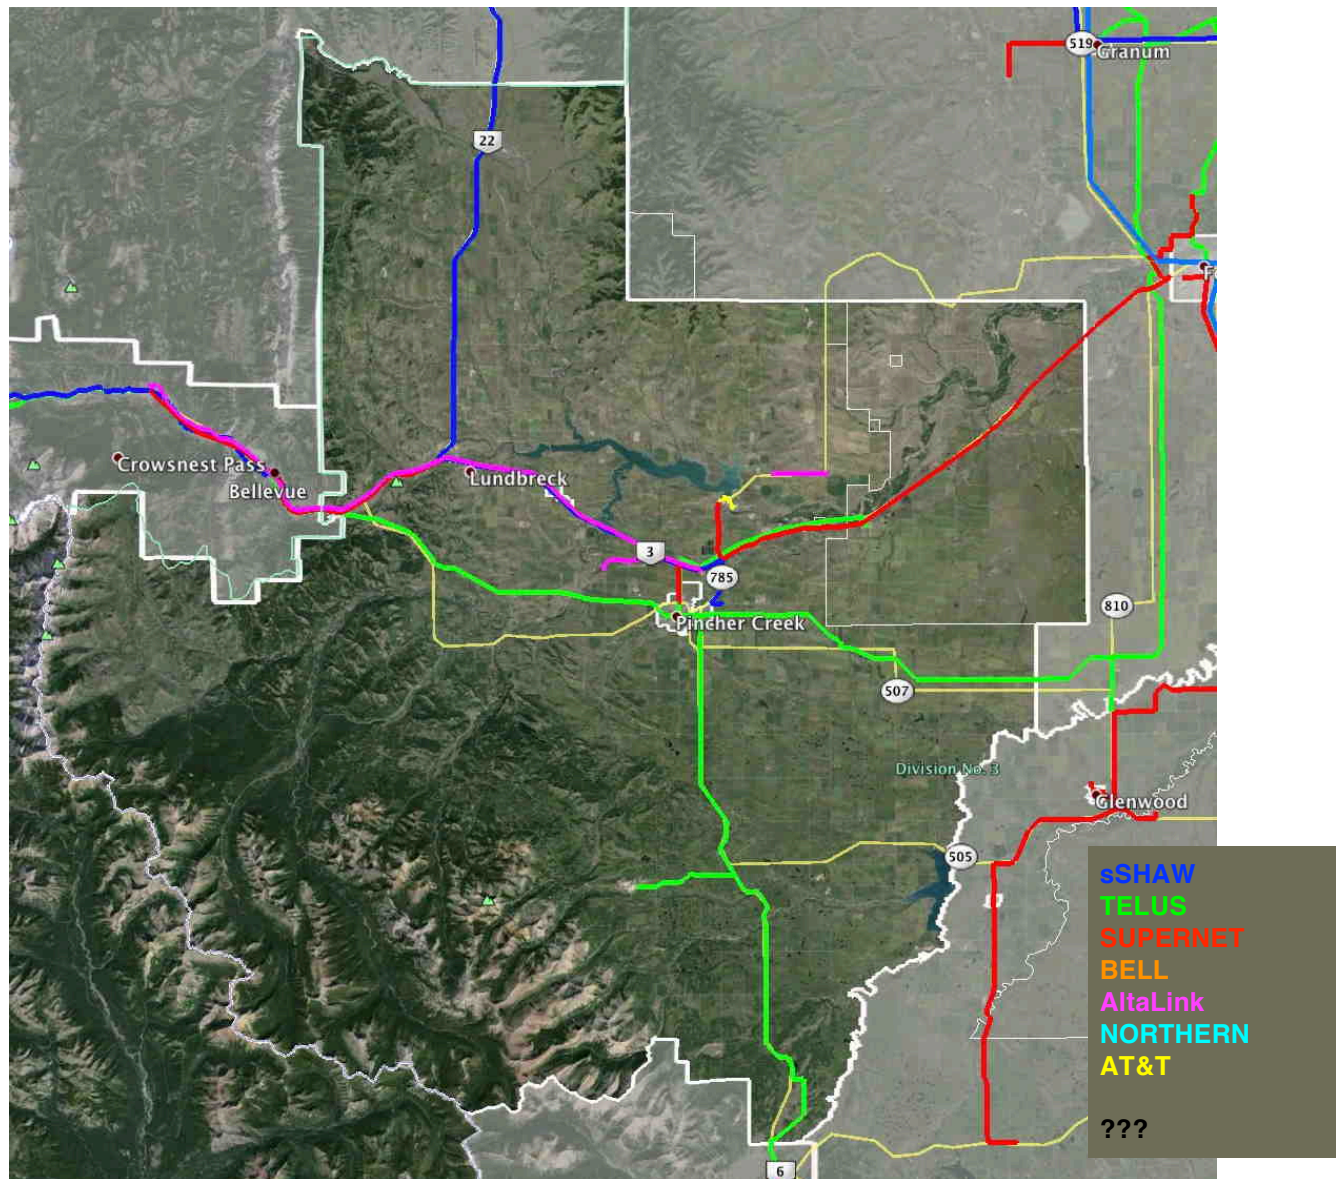 519
Granum
22
F
Crowsnest Pass
Bellevue
Lundbreck
3
785
Pincher Creek
810
507
Division No. 3
Glenwood
505
sSHAW
TELUS
SUPERNET
BELL
AltaLink
NORTHERN
AT&T
???
6